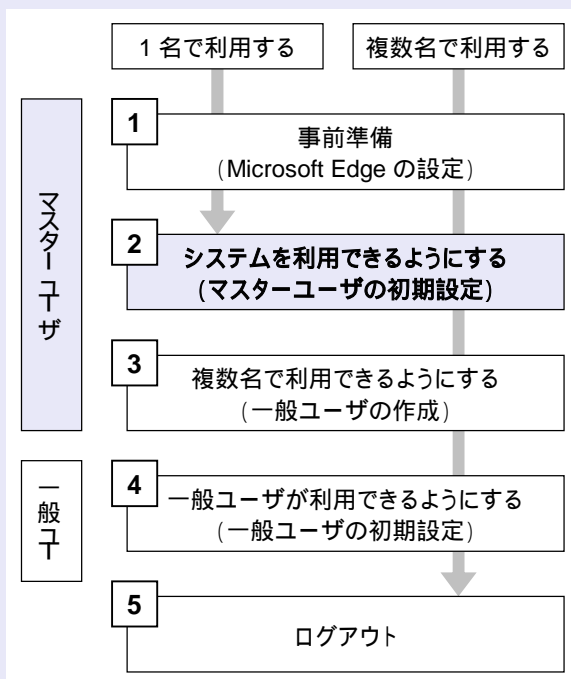 1 名で利用する
複数名で利用する
マスターユーザ
1
事前準備
(Microsoft Edge の設定)
2
システムを利用できるようにする
(マスターユーザの初期設定)
3
複数名で利用できるようにする
(一般ユーザの作成)
一般ユー
4
一般ユーザが利用できるようにする
(一般ユーザの初期設定)
5
ログアウト